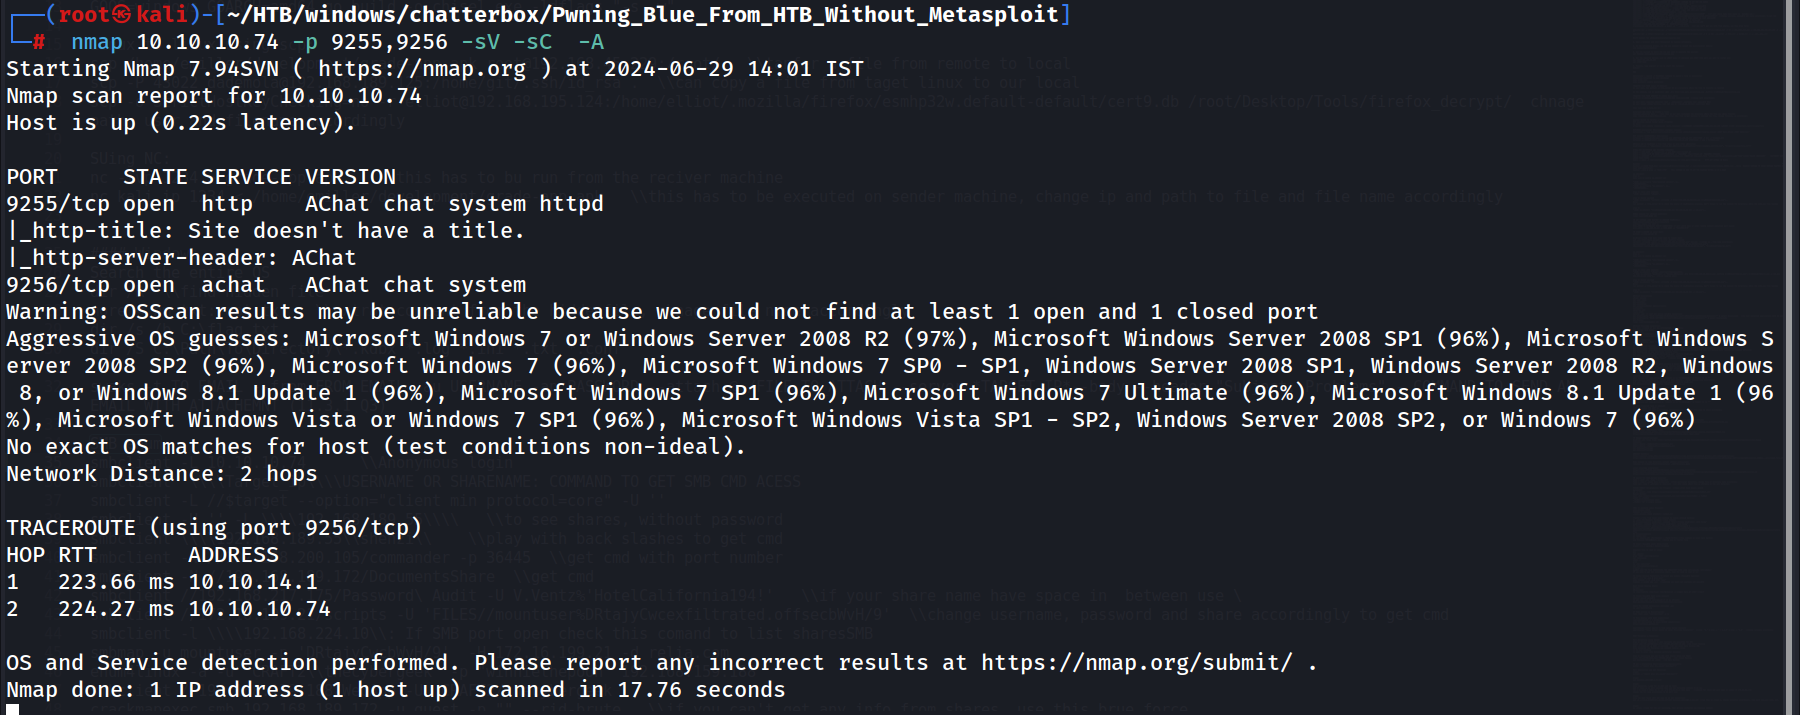 ┌──(root㉿kali)-[~/HTB/windows/chatterbox/Pwning_Blue_From_HTB_Without_Metasploit]
└─# nmap 10.10.10.74 -p 9255,9256 -sV -sC  -A
Starting Nmap 7.94SVN ( https://nmap.org ) at 2024-06-29 14:01 IST
Nmap scan report for 10.10.10.74
Host is up (0.22s latency).
PORT     STATE SERVICE VERSION
9255/tcp open  http    AChat chat system httpd
|_http-title: Site doesn't have a title.
|_http-server-header: AChat
9256/tcp open  achat   AChat chat system
Warning: OSScan results may be unreliable because we could not find at least 1 open and 1 closed port
Aggressive OS guesses: Microsoft Windows 7 or Windows Server 2008 R2 (97%), Microsoft Windows Server 2008 SP1 (96%), Microsoft Windows S
erver 2008 SP2 (96%), Microsoft Windows 7 (96%), Microsoft Windows 7 SP0 - SP1, Windows Server 2008 SP1, Windows Server 2008 R2, Windows
 8, or Windows 8.1 Update 1 (96%), Microsoft Windows 7 SP1 (96%), Microsoft Windows 7 Ultimate (96%), Microsoft Windows 8.1 Update 1 (96
%), Microsoft Windows Vista or Windows 7 SP1 (96%), Microsoft Windows Vista SP1 - SP2, Windows Server 2008 SP2, or Windows 7 (96%)
No exact OS matches for host (test conditions non-ideal).
Network Distance: 2 hops
TRACEROUTE (using port 9256/tcp)
HOP RTT       ADDRESS
1   223.66 ms 10.10.14.1
2   224.27 ms 10.10.10.74
OS and Service detection performed. Please report any incorrect results at https://nmap.org/submit/ .
Nmap done: 1 IP address (1 host up) scanned in 17.76 seconds